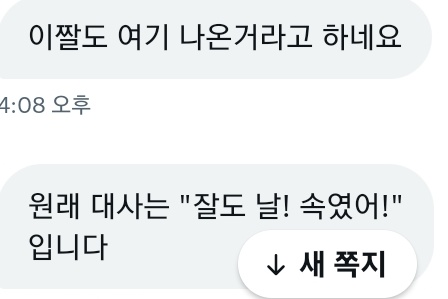 이짤도 여기 나온거라고 하네요
4:08 오후
원래 대사는 "잘도 날! 속였어!"
입니다
↓ 새 쪽지